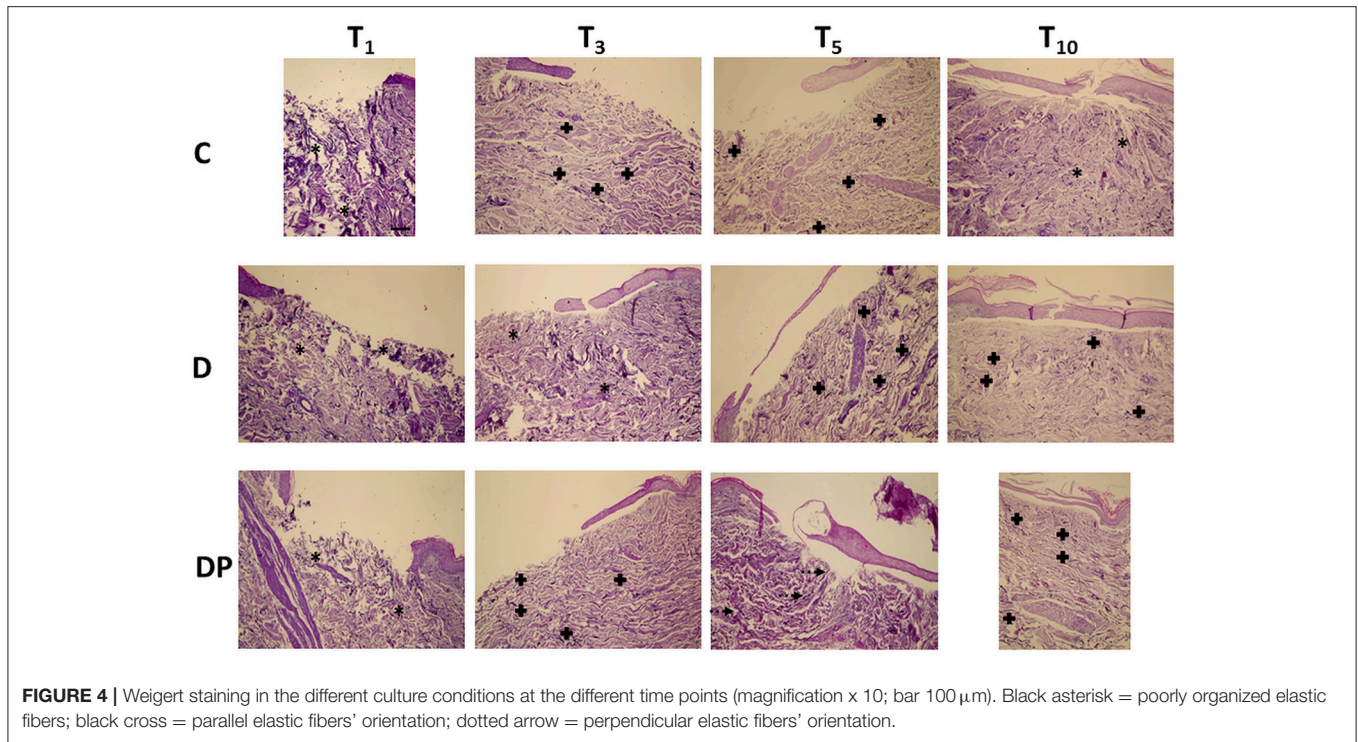 T1 T3 T5 T10
C
D
DP
FIGURE 4 | Weigert staining in the different culture conditions at the different time points (magnification x 10; bar 100 µm). Black asterisk = poorly organized elastic
fibers; black cross = parallel elastic fibers' orientation; dotted arrow = perpendicular elastic fibers' orientation.